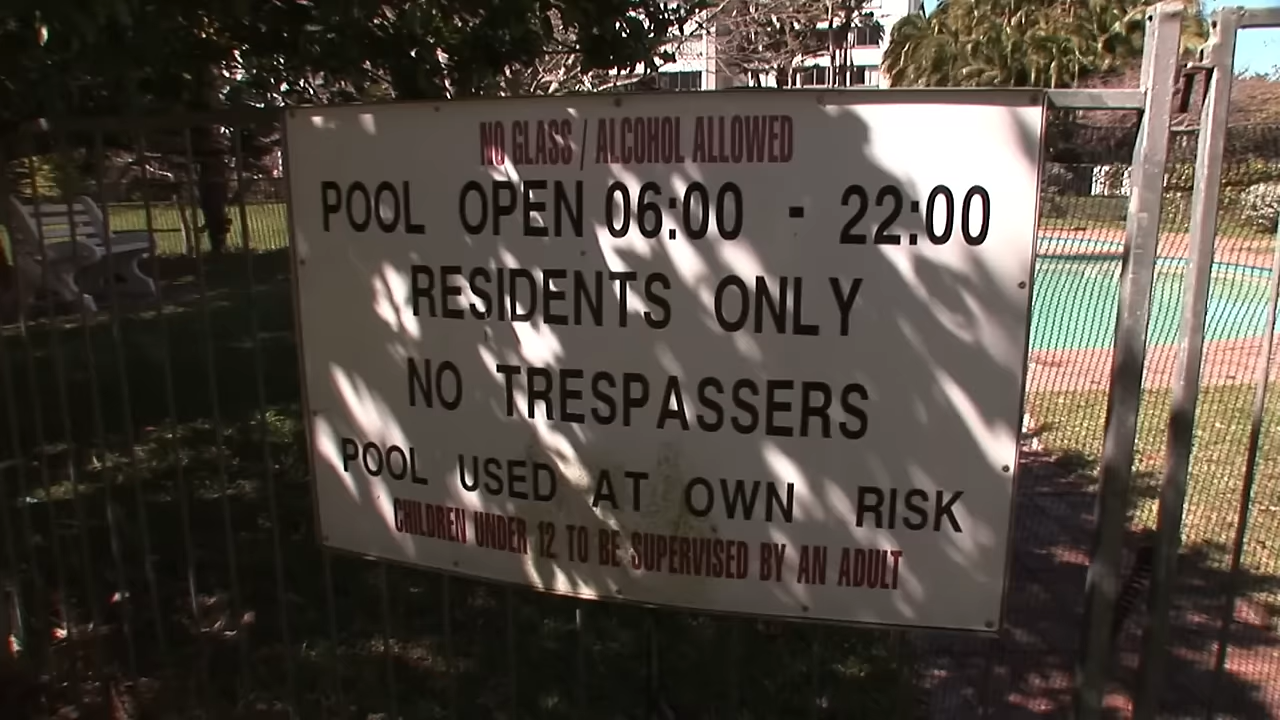 NO GLASS / ALCOHOL ALLOWED
POOL OPEN 06:00 - 22:00
RESIDENTS ONLY
NO TRESPASSERS
POOL USED AT OWN RISK
CHILDREN UNDER 12 TO BE SUPERVISED BY AN ADULT